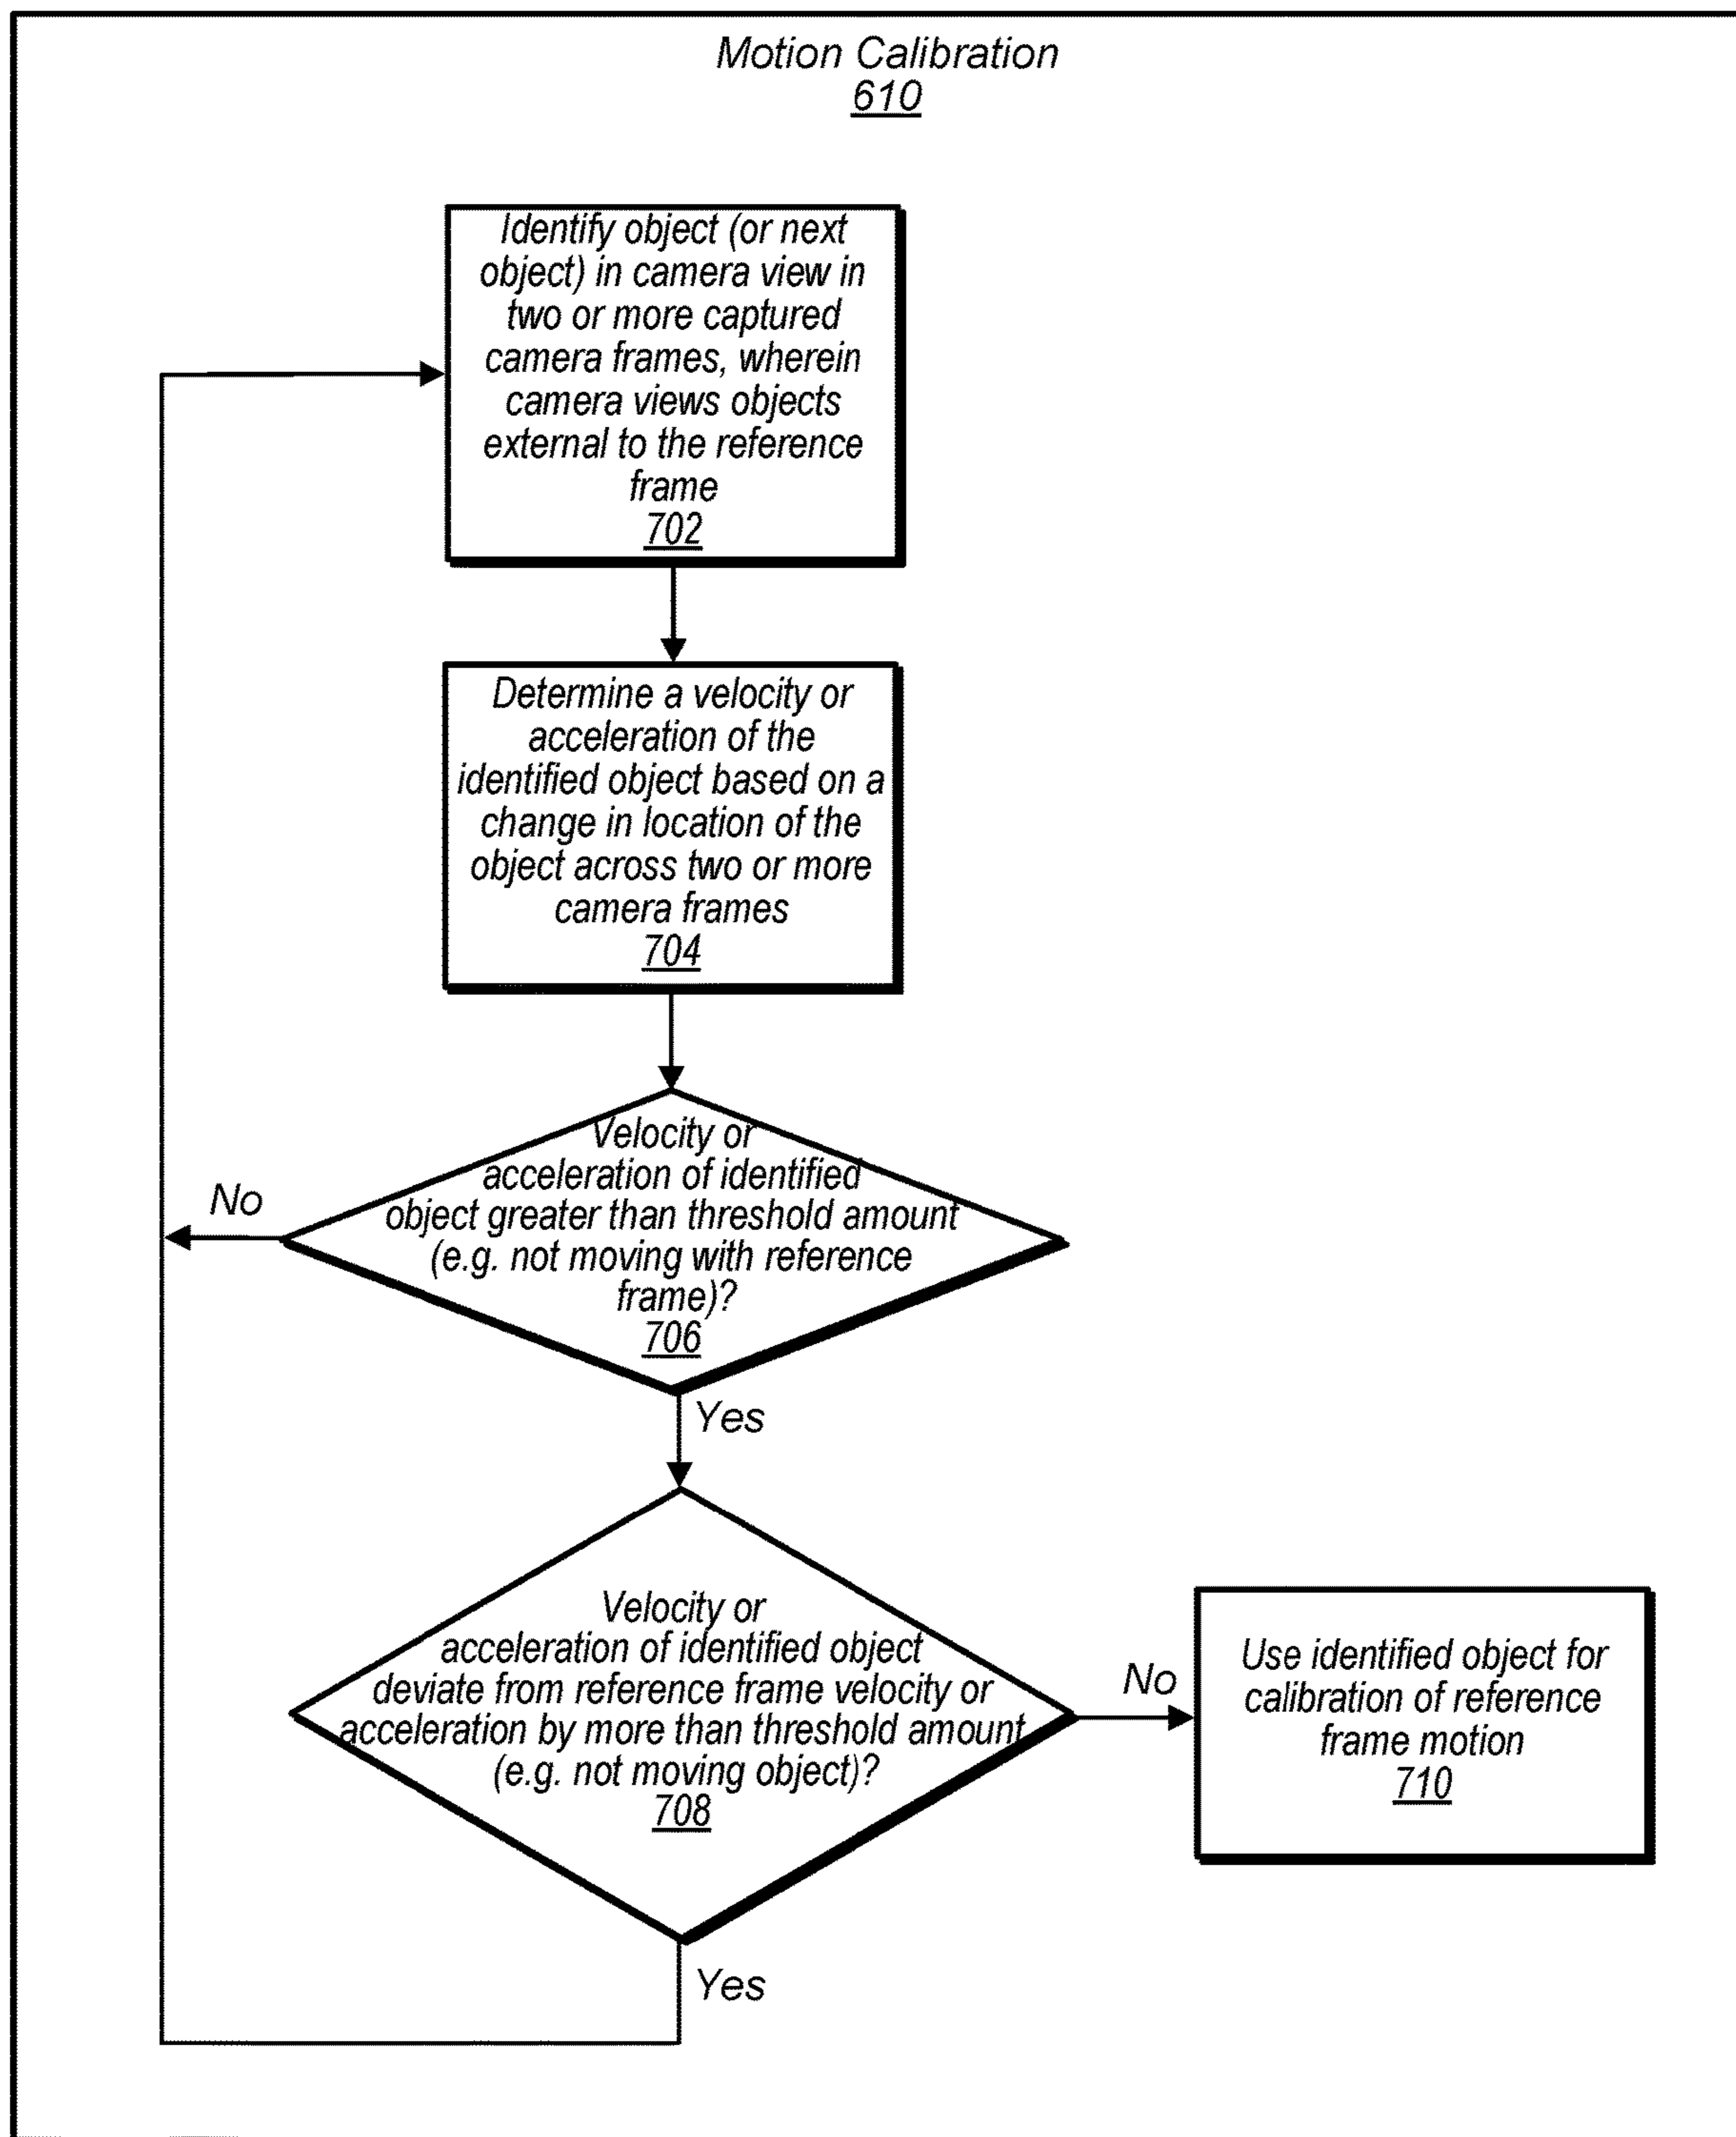 Motion Calibration
610
Identify object (or next
object) in camera view in
two or more captured
camera frames, wherein
camera views objects
external to the reference
frame
702
Determine a velocity or
acceleration of the
identified object based on a
change in location of the
object across two or more
camera frames
704
Velocity or
acceleration of identified
object greater than threshold amount
(e.g. not moving with reference
frame)?
706
No
Yes
Velocity or
acceleration of identified object
deviate from reference frame velocity or
acceleration by more than threshold amount
(e.g. not moving object)?
708
No
Use identified object for
calibration of reference
frame motion
710
Yes